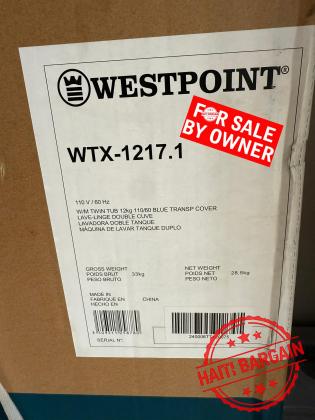 WESTPOINT®
FOR SALE
BY OWNER
WTX-1217.1
110 V / 60 Hz
W/M TWIN TUB 12kg 110/60 BLUE TRANSP COVER
LAVE-LINGE DOUBLE CUVE
LAVADORA DOBLE TANQUE
MÁQUINA DE LAVAR TANQUE DUPLO
GROSS WEIGHT
POIDS BRUT 33kg
PESO BRUTO
NET WEIGHT
POIDS NET 28,6kg
PESO NETO
MADE IN
FABRIQUE EN CHINA
HECHO EN
SERIAL N°:
HAITI BARGAIN